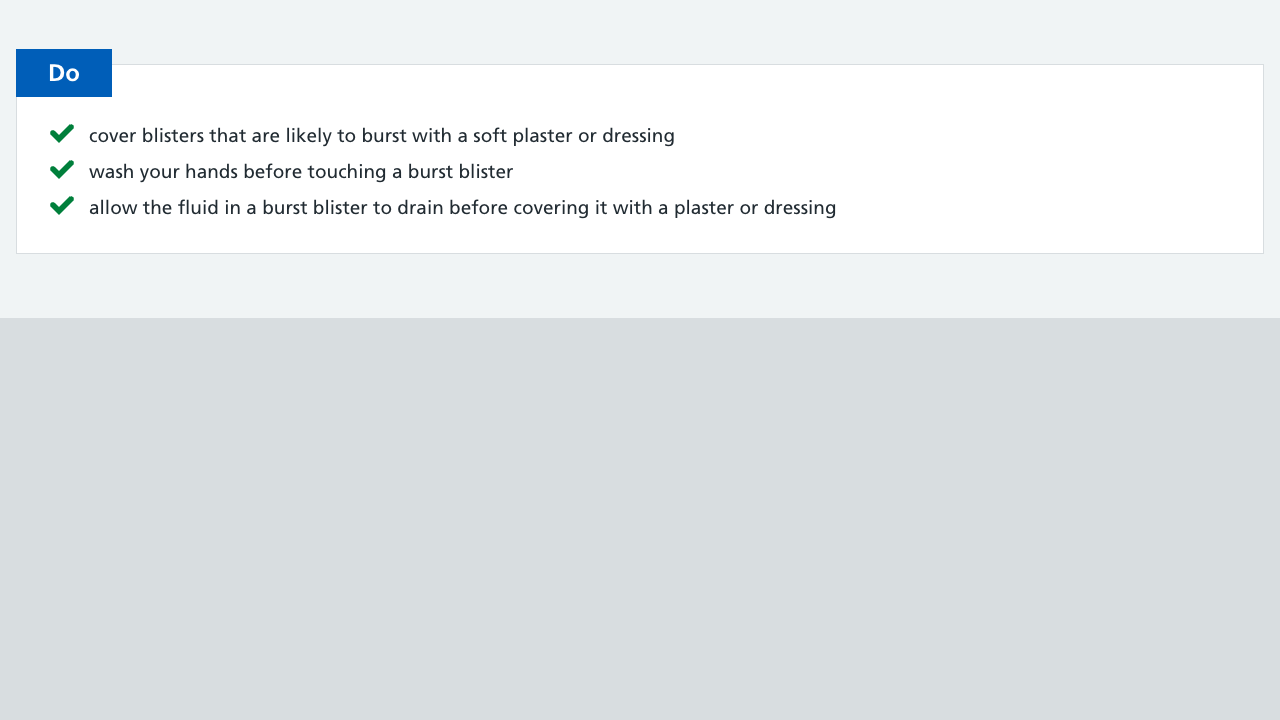 Do
cover blisters that are likely to burst with a soft plaster or dressing
wash your hands before touching a burst blister
allow the fluid in a burst blister to drain before covering it with a plaster or dressing